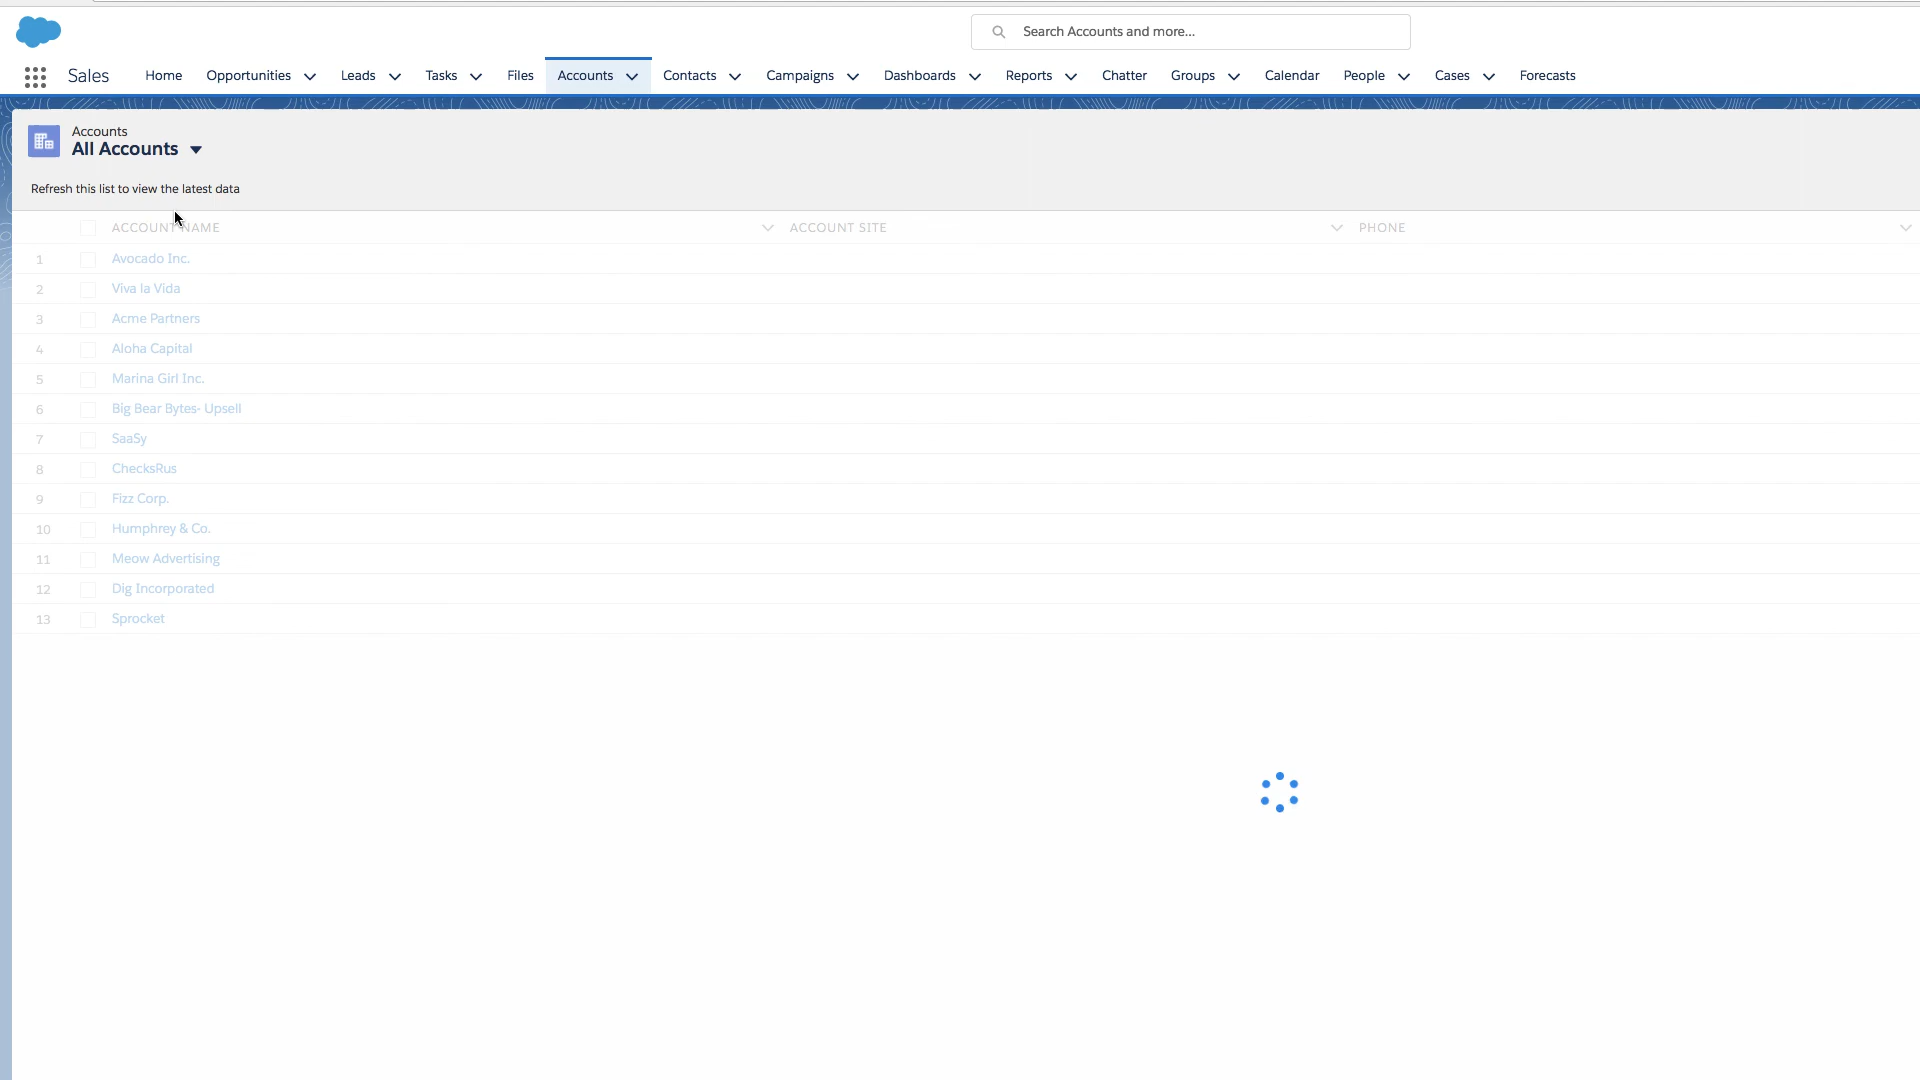 Search Accounts and more...
Sales Home Opportunities Leads Tasks Files Accounts Contacts Campaigns Dashboards Reports Chatter Groups Calendar People Cases Forecasts
Accounts
All Accounts
Refresh this list to view the latest data
ACCOUNT NAME ACCOUNT SITE PHONE
1 Avocado Inc.
2 Viva la Vida
3 Acme Partners
4 Aloha Capital
5 Marina Girl Inc.
6 Big Bear Bytes- Upsell
7 SaaSy
8 ChecksRus
9 Fizz Corp.
10 Humphrey & Co.
11 Meow Advertising
12 Dig Incorporated
13 Sprocket